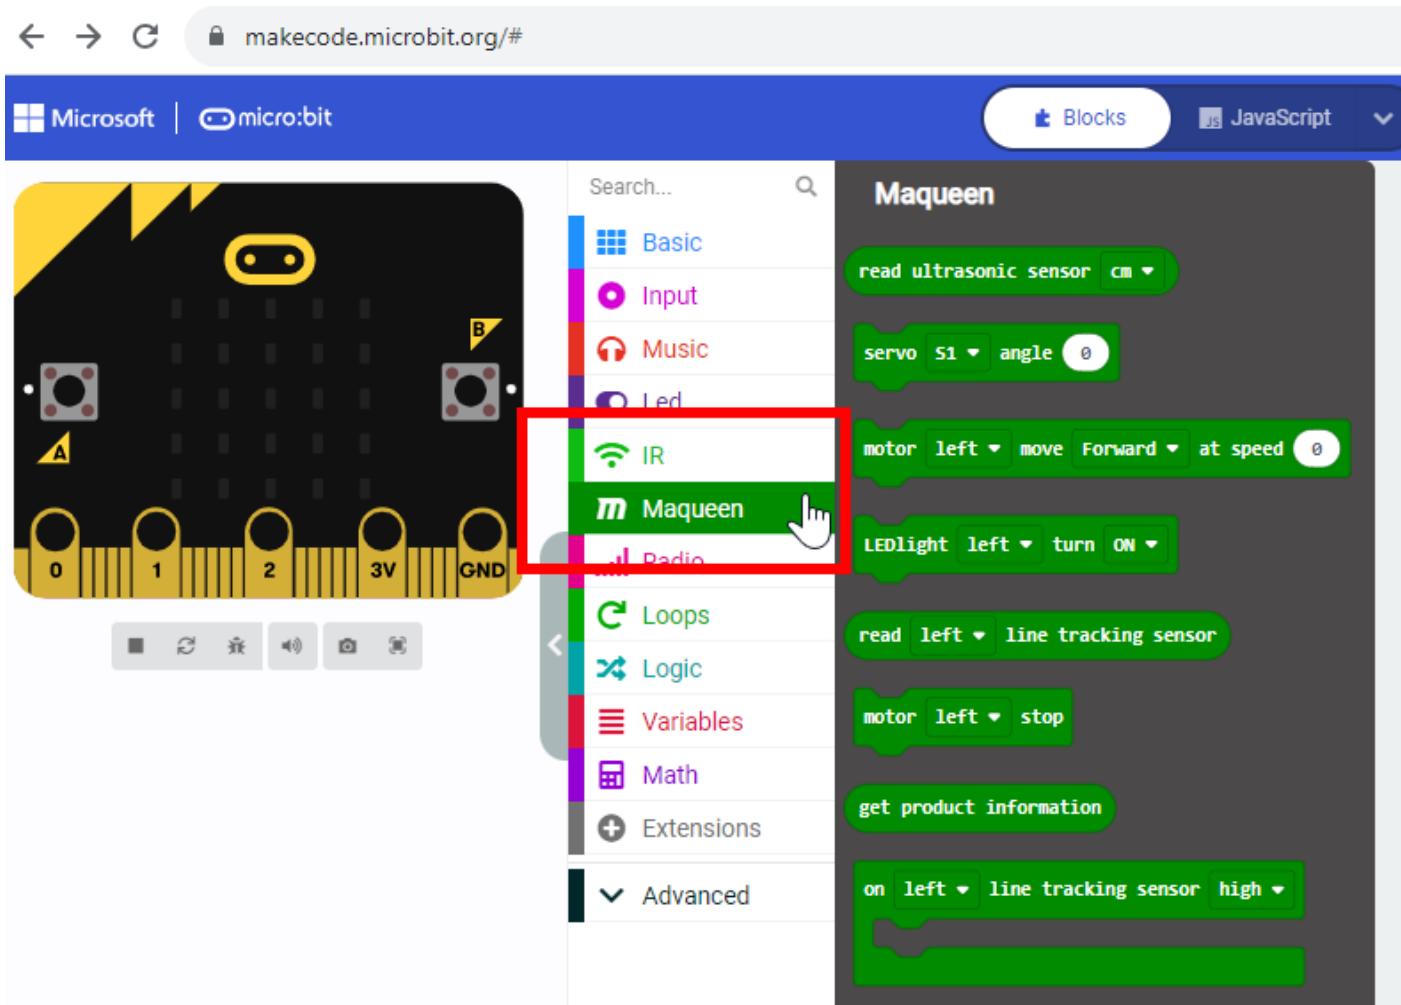 makecode.microbit.org/#
Microsoft micro:bit
Blocks
JS JavaScript
Search...
Basic
Input
Music
Led
IR
Maqueen
Radio
Loops
Logic
Variables
Math
Extensions
Advanced
B
A
0 1 2 3V GND
Maqueen
read ultrasonic sensor cm
servo S1 angle 0
motor left move Forward at speed 0
LEDlight left turn ON
read left line tracking sensor
motor left stop
get product information
on left line tracking sensor high